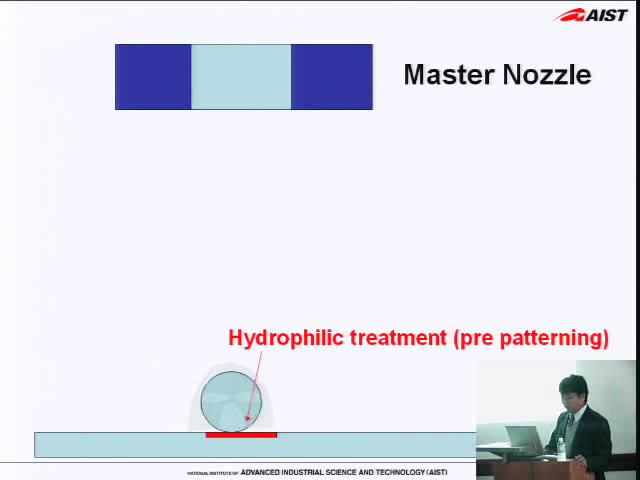 AIST
Master Nozzle
Hydrophilic treatment (pre patterning)
NATIONAL INSTITUTE OF ADVANCED INDUSTRIAL SCIENCE AND TECHNOLOGY (AIST)